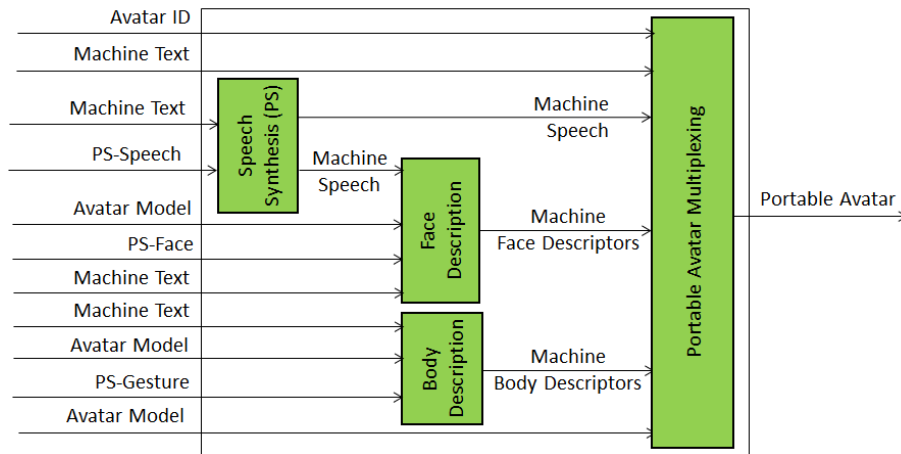 Avatar ID
Machine Text
Machine Text
PS-Speech
Avatar Model
PS-Face
Machine Text
Machine Text
Avatar Model
PS-Gesture
Avatar Model
Speech
Synthesis (PS)
Machine
Speech
Machine
Speech
Face
Description
Machine
Face Descriptors
Body
Description
Machine
Body Descriptors
Portable Avatar Multiplexing
Portable Avatar